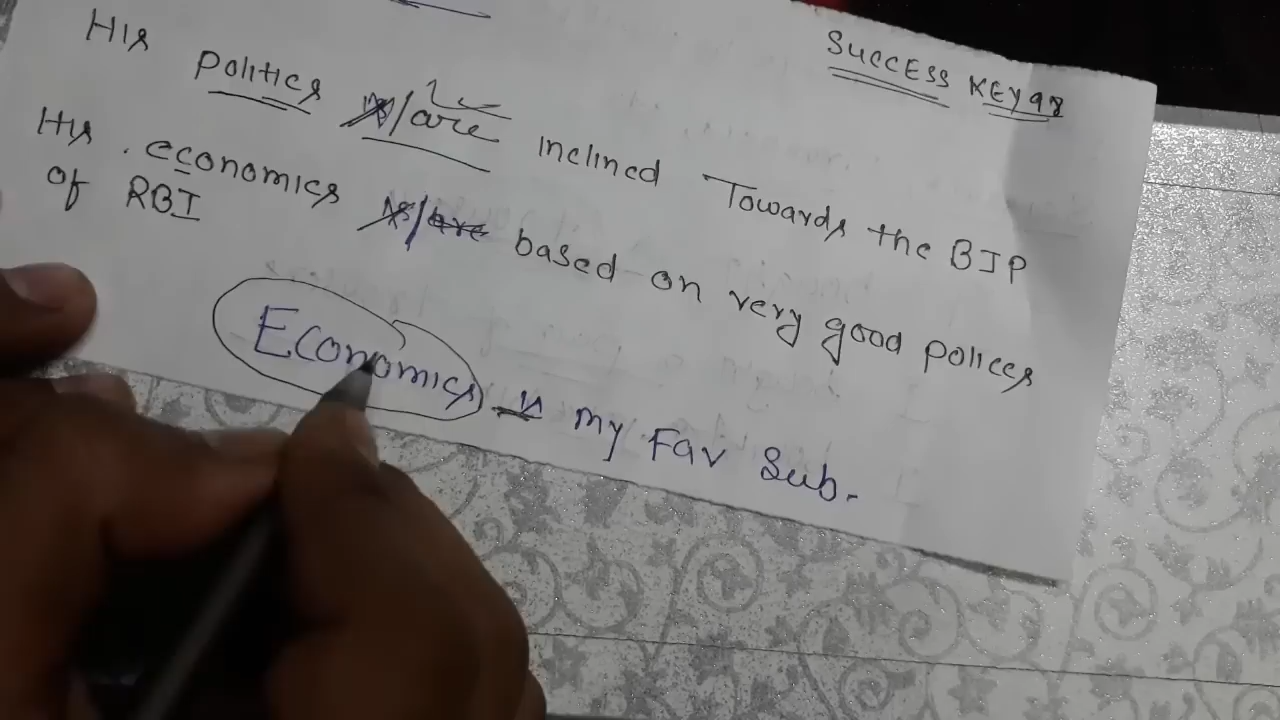 SUCCESS KEY98
His Politics is/are inclined Towards the BJP
His economics is/are based on very good polices
of RBI
Economics is my Fav Sub.